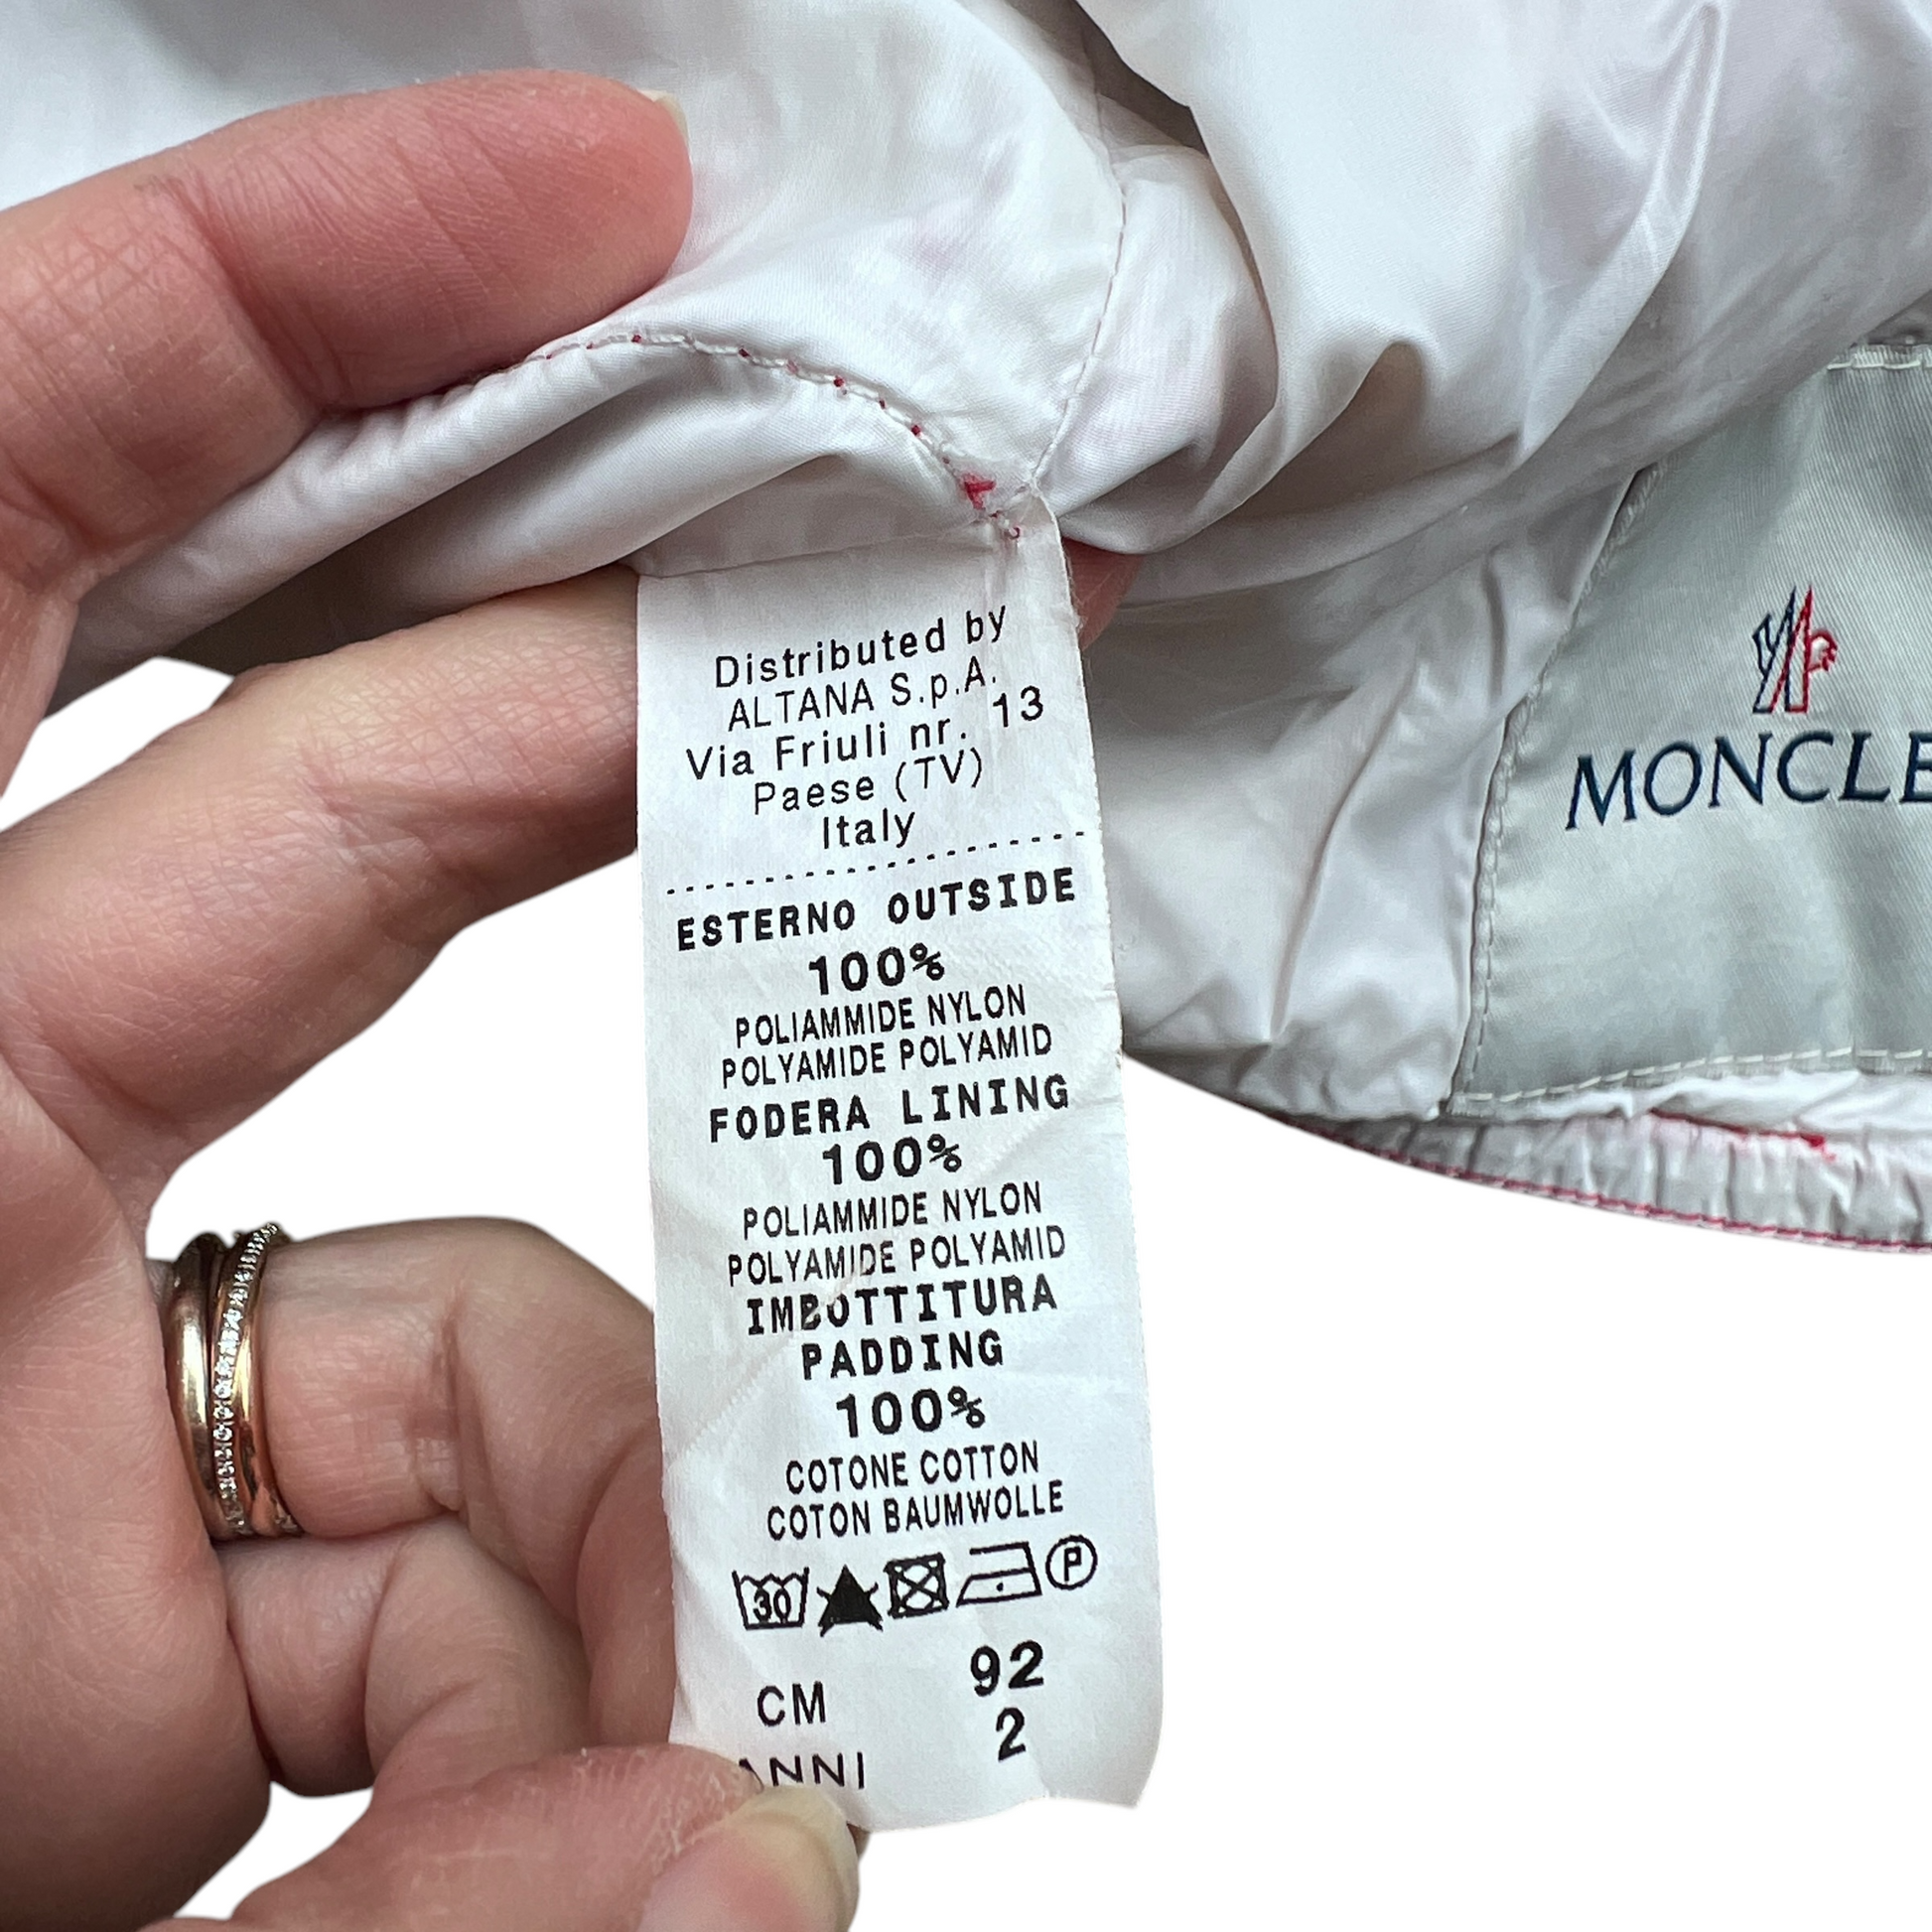 Distributed by
ALTANA S.p.A.
Via Friuli nr. 13
Paese (TV)
Italy
ESTERNO OUTSIDE
100%
POLIAMMIDE NYLON
POLYAMIDE POLYAMID
FODERA LINING
100%
POLIAMMIDE NYLON
POLYAMIDE POLYAMID
IMBOTTITURA
PADDING
100%
COTONE COTTON
COTON BAUMWOLLE
30 P
CM 92
ANNI 2
MONCLE